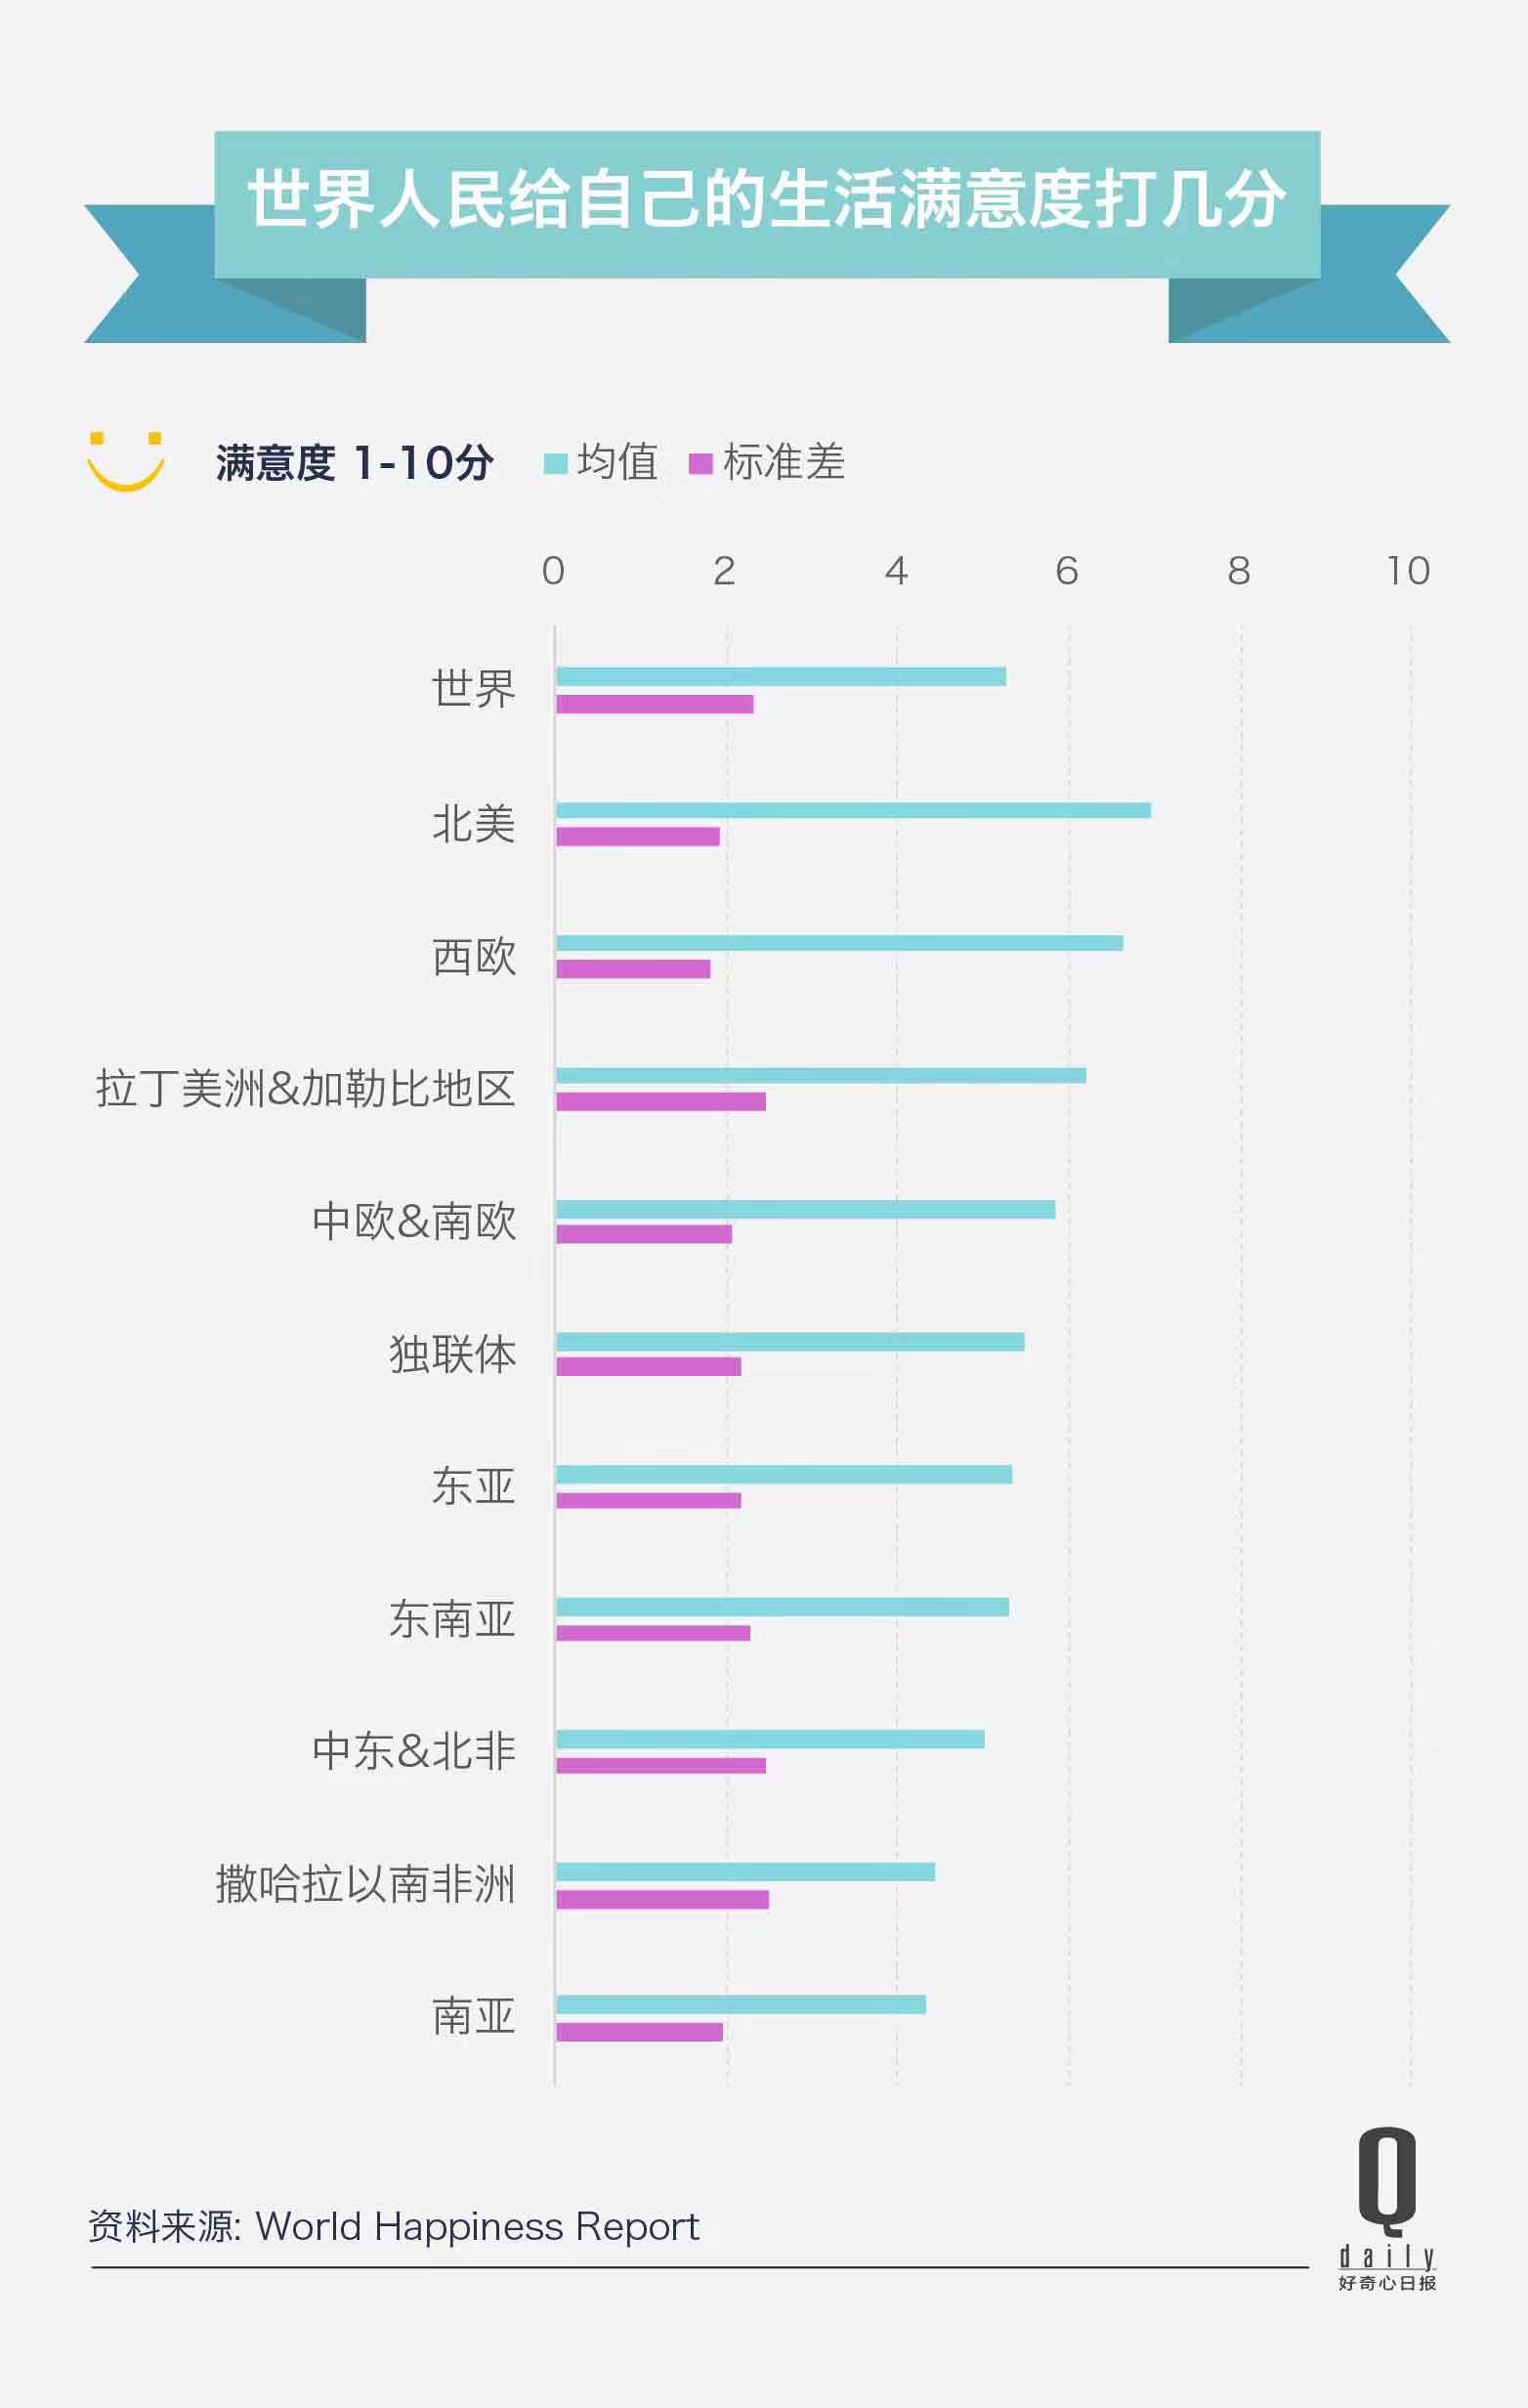 世界人民给自己的生活满意度打几分
满意度 1-10分 均值 标准差
0 2 4 6 8 10
世界
北美
西欧
拉丁美洲&加勒比地区
中欧&南欧
独联体
东亚
东南亚
中东&北非
撒哈拉以南非洲
南亚
资料来源: World Happiness Report
Q
daily
好奇心日报